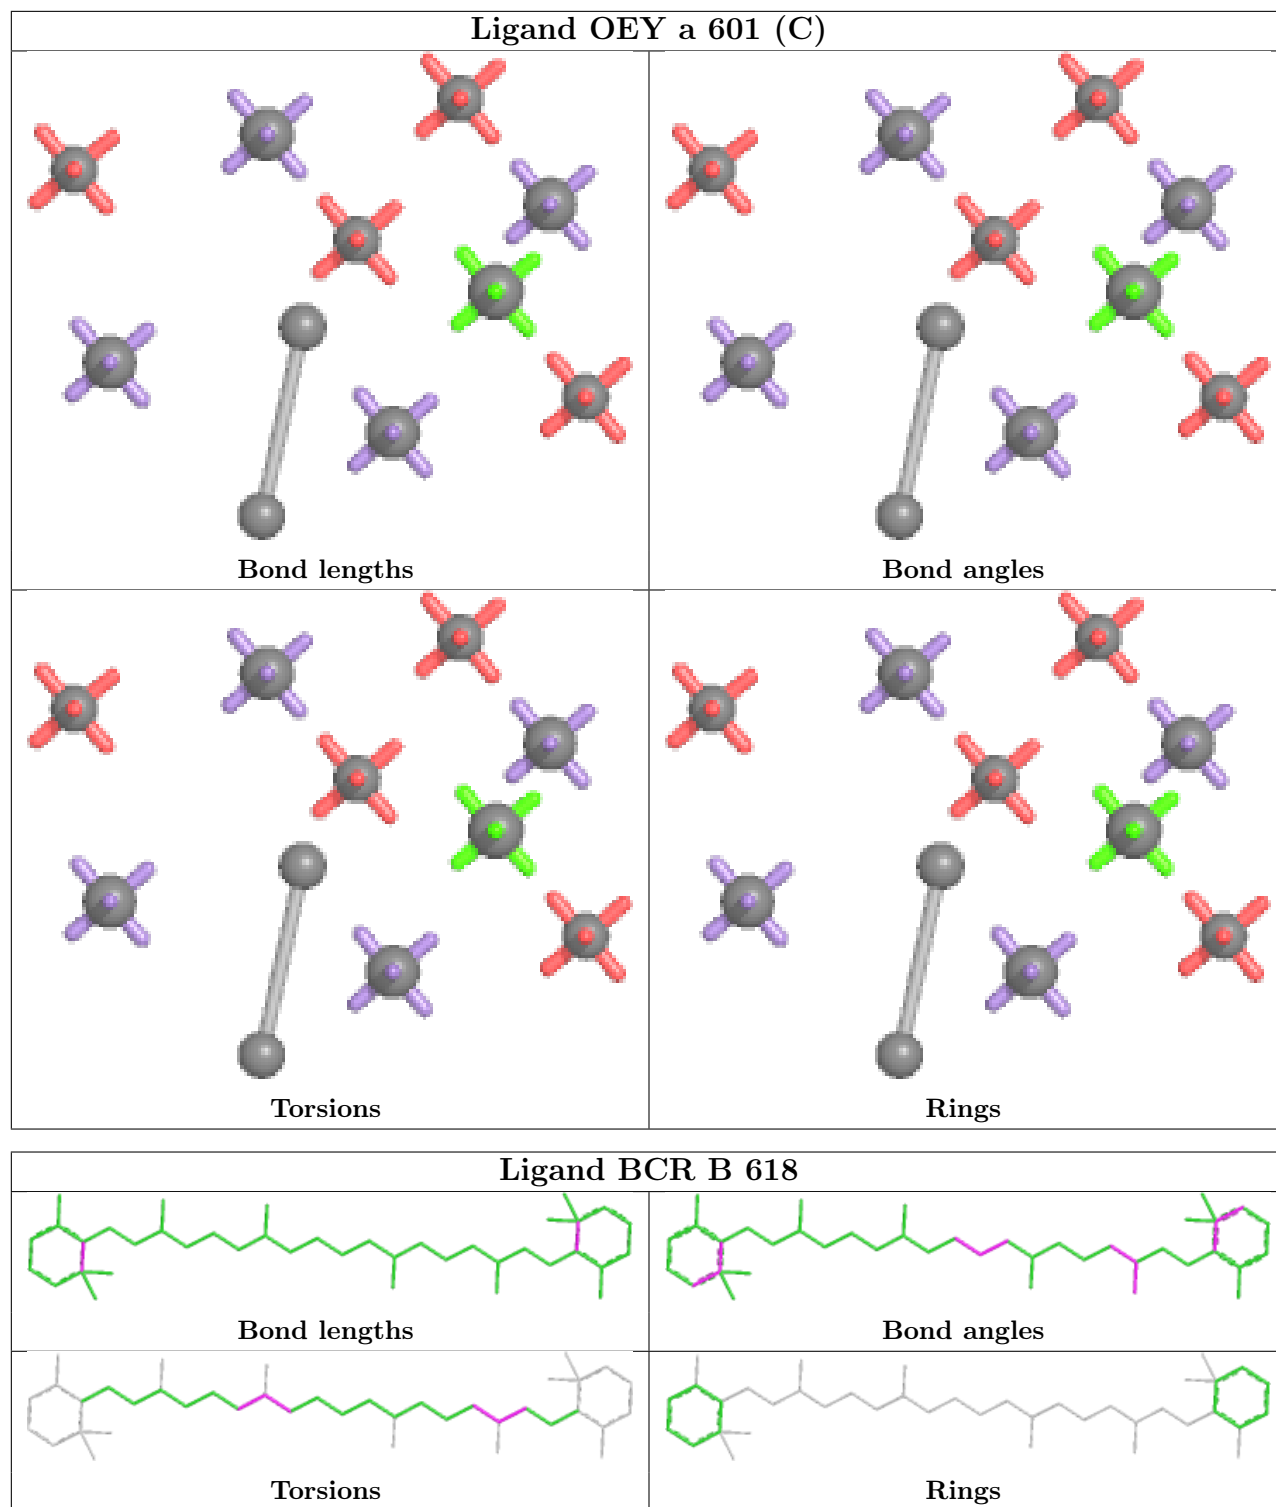 Ligand OEY a 601 (C)
Bond lengths
Bond angles
Torsions
Rings
Ligand BCR B 618
Bond lengths
Bond angles
Torsions
Rings